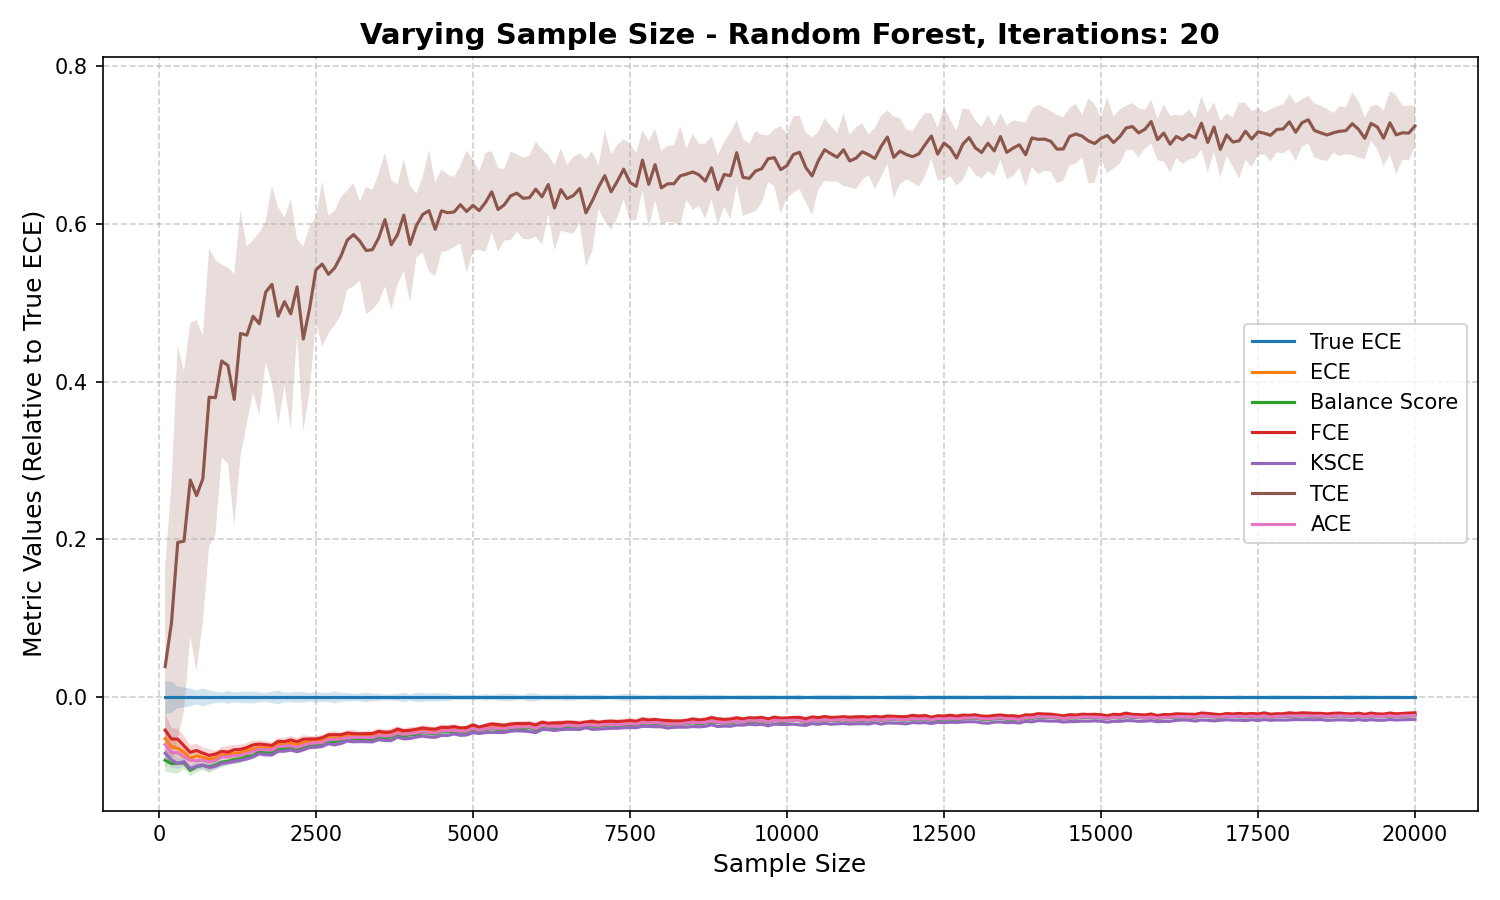 Varying Sample Size - Random Forest, Iterations: 20
Metric Values (Relative to True ECE)
0.8
0.6
0.4
0.2
0.0
True ECE
ECE
Balance Score
FCE
KSCE
TCE
ACE
0
2500
5000
7500
10000
12500
15000
17500
20000
Sample Size